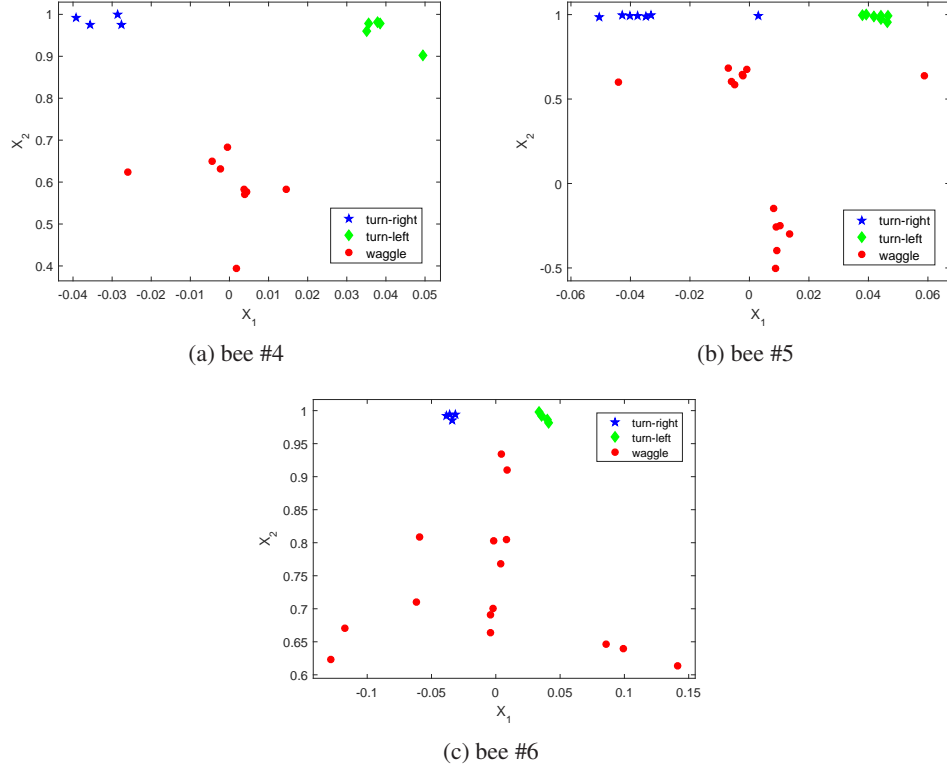 1
0.9
0.8
0.7
0.6
0.5
0.4
X2
-0.04 -0.03 -0.02 -0.01 0 0.01 0.02 0.03 0.04 0.05
X1
turn-right
turn-left
waggle
(a) bee #4
1
0.5
0
-0.5
X2
-0.06 -0.04 -0.02 0 0.02 0.04 0.06
X1
turn-right
turn-left
waggle
(b) bee #5
1
0.95
0.9
0.85
0.8
0.75
0.7
0.65
0.6
X2
-0.1 -0.05 0 0.05 0.1 0.15
X1
turn-right
turn-left
waggle
(c) bee #6